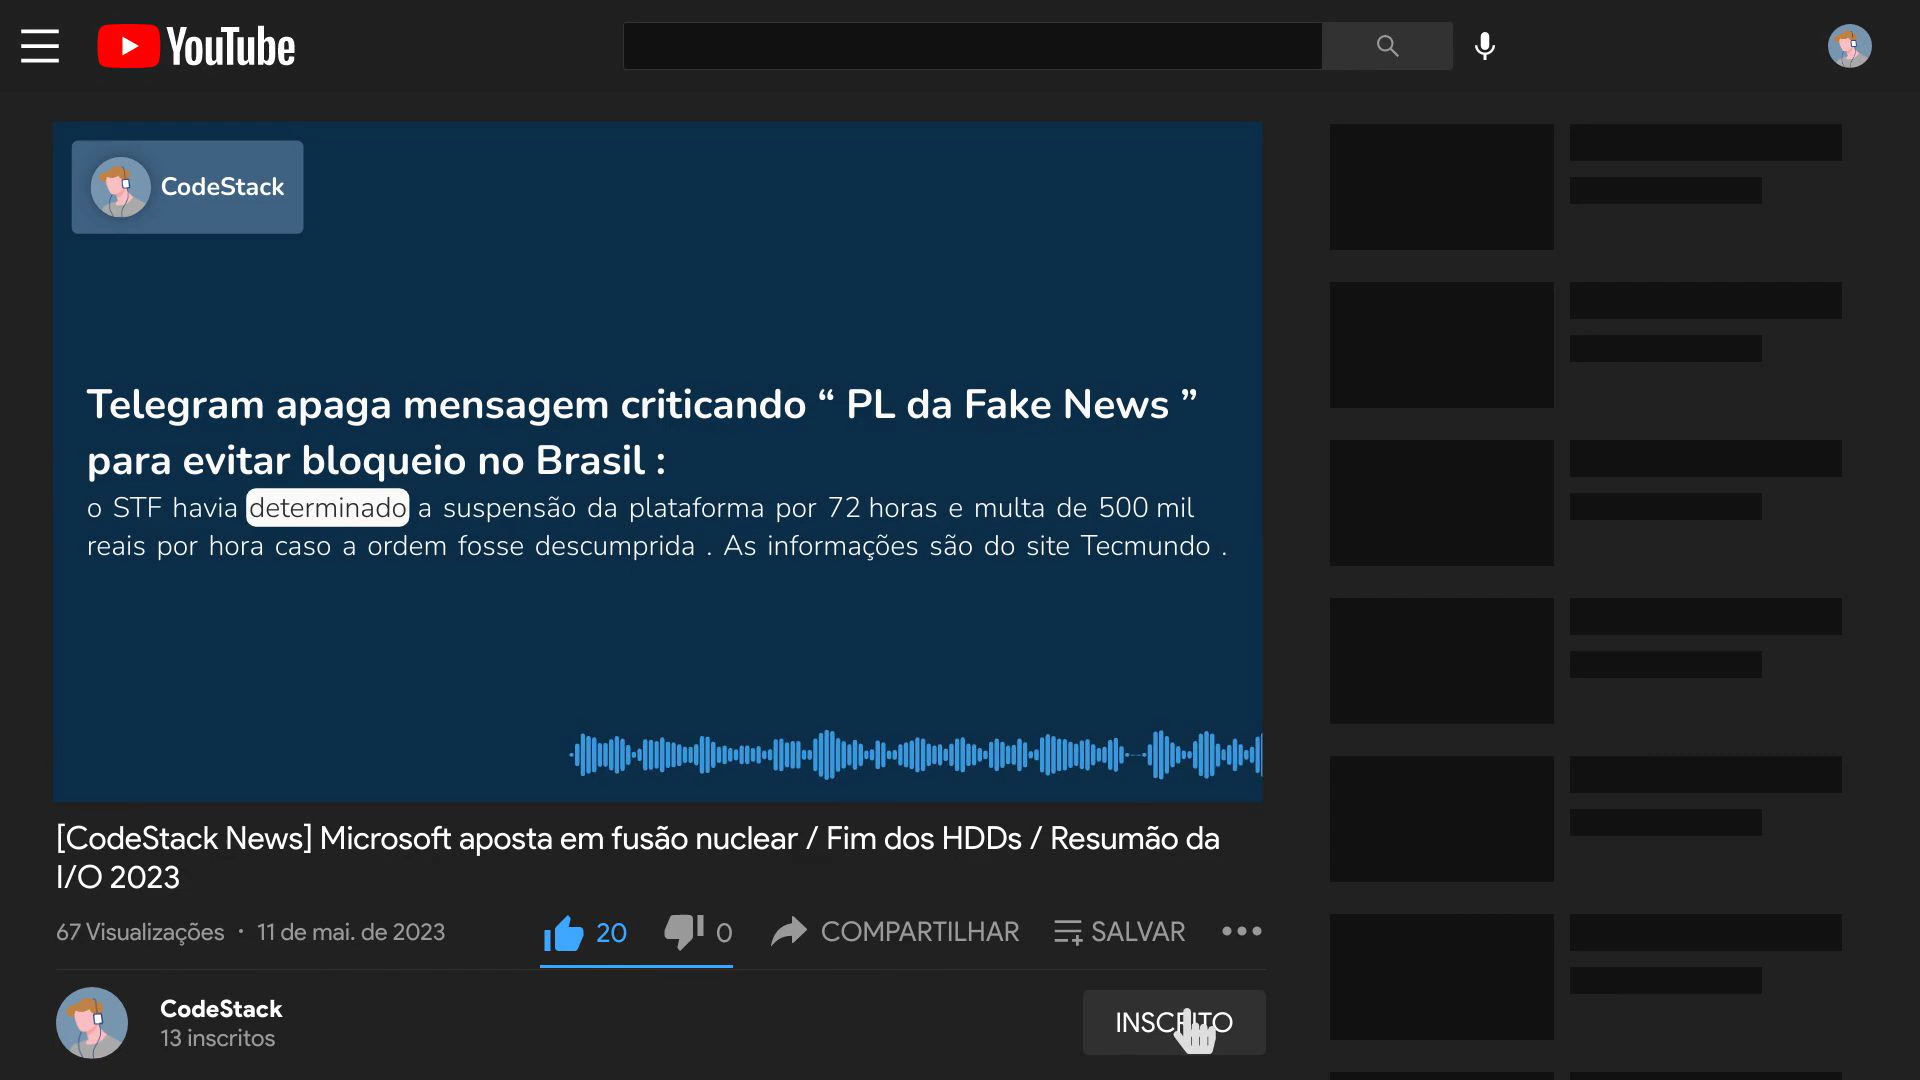 YouTube
CodeStack
Telegram apaga mensagem criticando “ PL da Fake News ”
para evitar bloqueio no Brasil :
o STF havia determinado a suspensão da plataforma por 72 horas e multa de 500 mil
reais por hora caso a ordem fosse descumprida . As informações são do site Tecmundo .
[CodeStack News] Microsoft aposta em fusão nuclear / Fim dos HDDs / Resumão da
I/O 2023
67 Visualizações · 11 de mai. de 2023
20
0
COMPARTILHAR
SALVAR
CodeStack
13 inscritos
INSCRITO